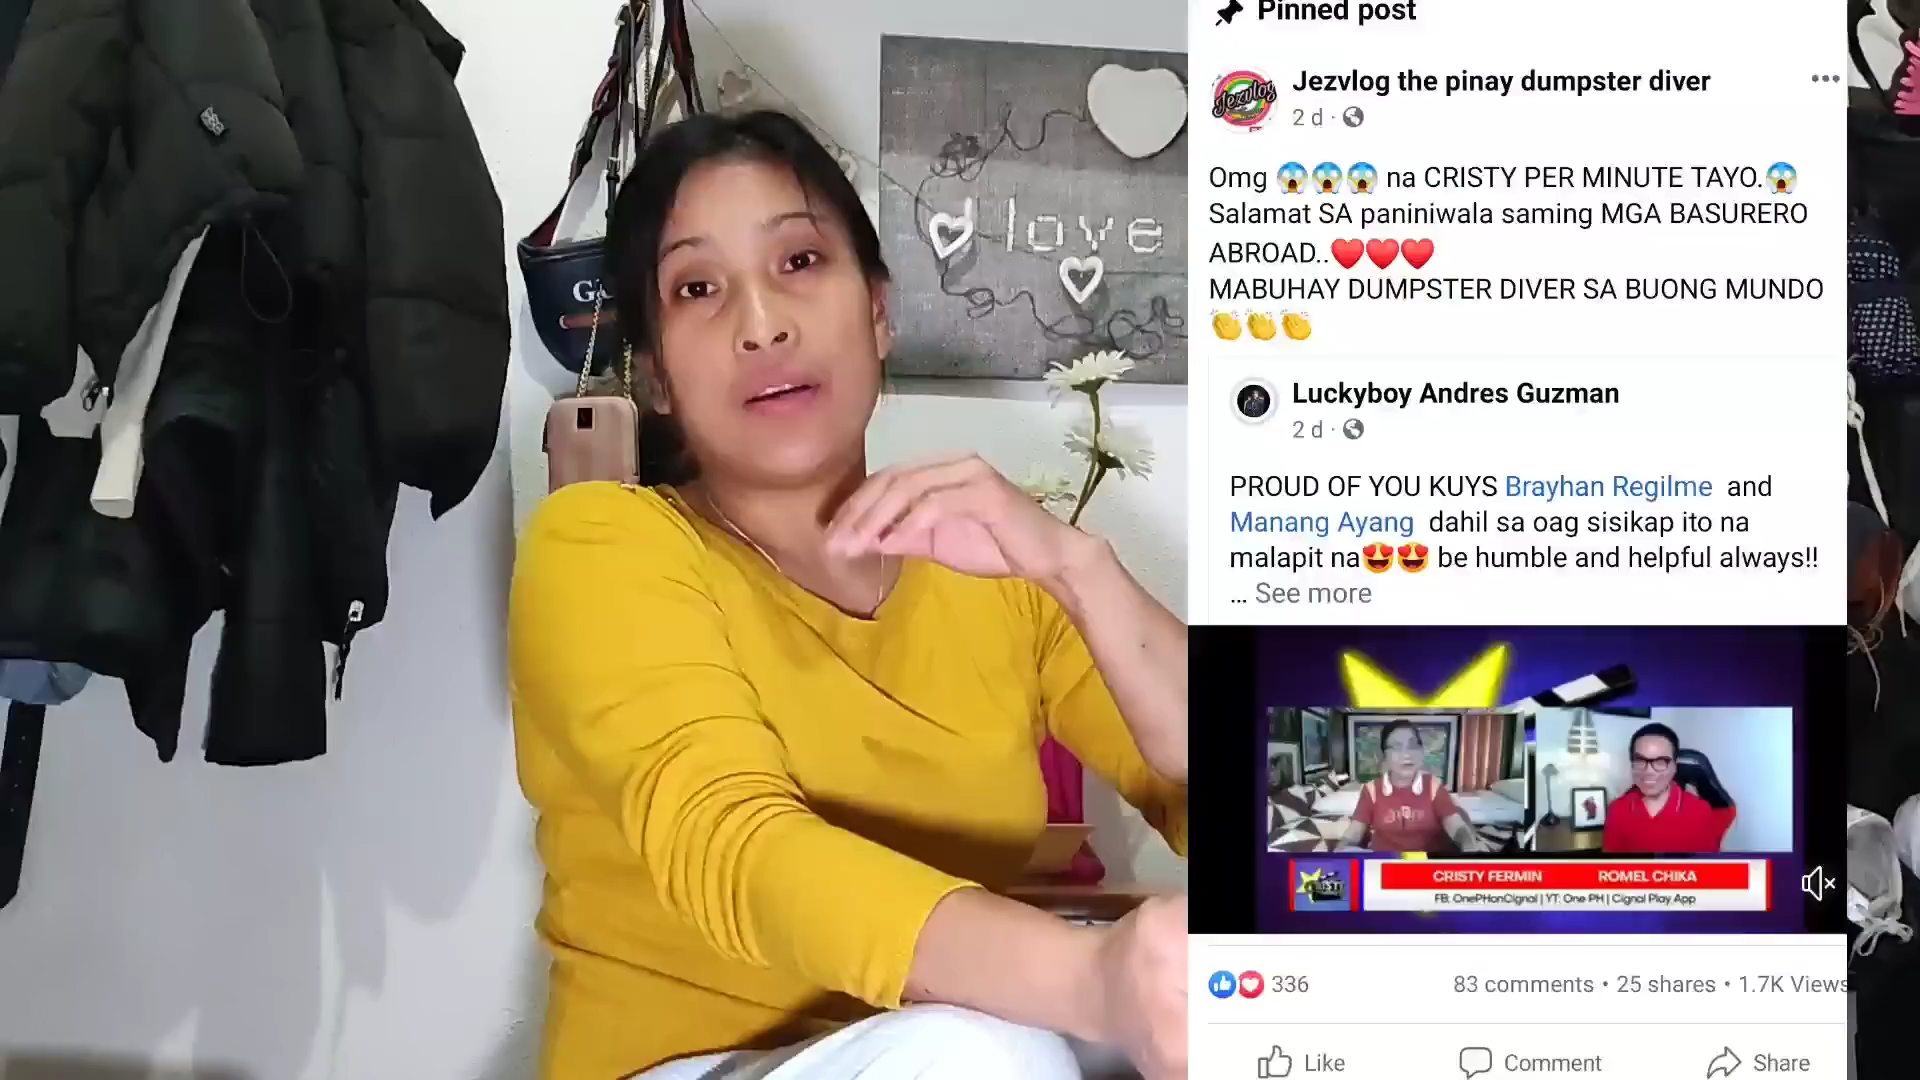 love
G
Pinned post
Jezvlog
Jezvlog the pinay dumpster diver
2 d
Omg 😱😱😱 na CRISTY PER MINUTE TAYO.😱
Salamat SA paniniwala saming MGA BASURERO
ABROAD..❤️❤️❤️
MABUHAY DUMPSTER DIVER SA BUONG MUNDO
👏👏👏
Luckyboy Andres Guzman
2 d
PROUD OF YOU KUYS Brayhan Regilme and
Manang Ayang dahil sa oag sisikap ito na
malapit na😍😍 be humble and helpful always!!
... See more
CRISTY FERMIN ROMEL CHIKA
FB: OnePHonCignal | YT: One PH | Cignal Play App
336
83 comments • 25 shares • 1.7K Views
Like Comment Share